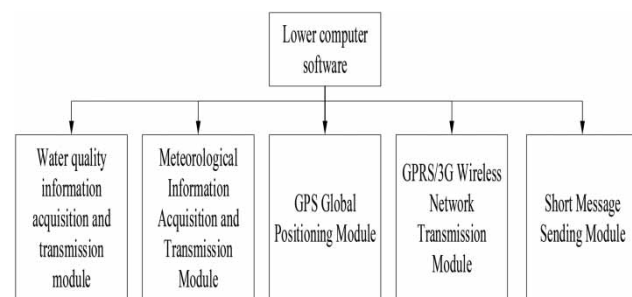 Lower computer
software
Water quality
information
acquisition and
transmission
module
Meteorological
Information
Acquisition and
Transmission
Module
GPS Global
Positioning Module
GPRS/3G Wireless
Network
Transmission
Module
Short Message
Sending Module